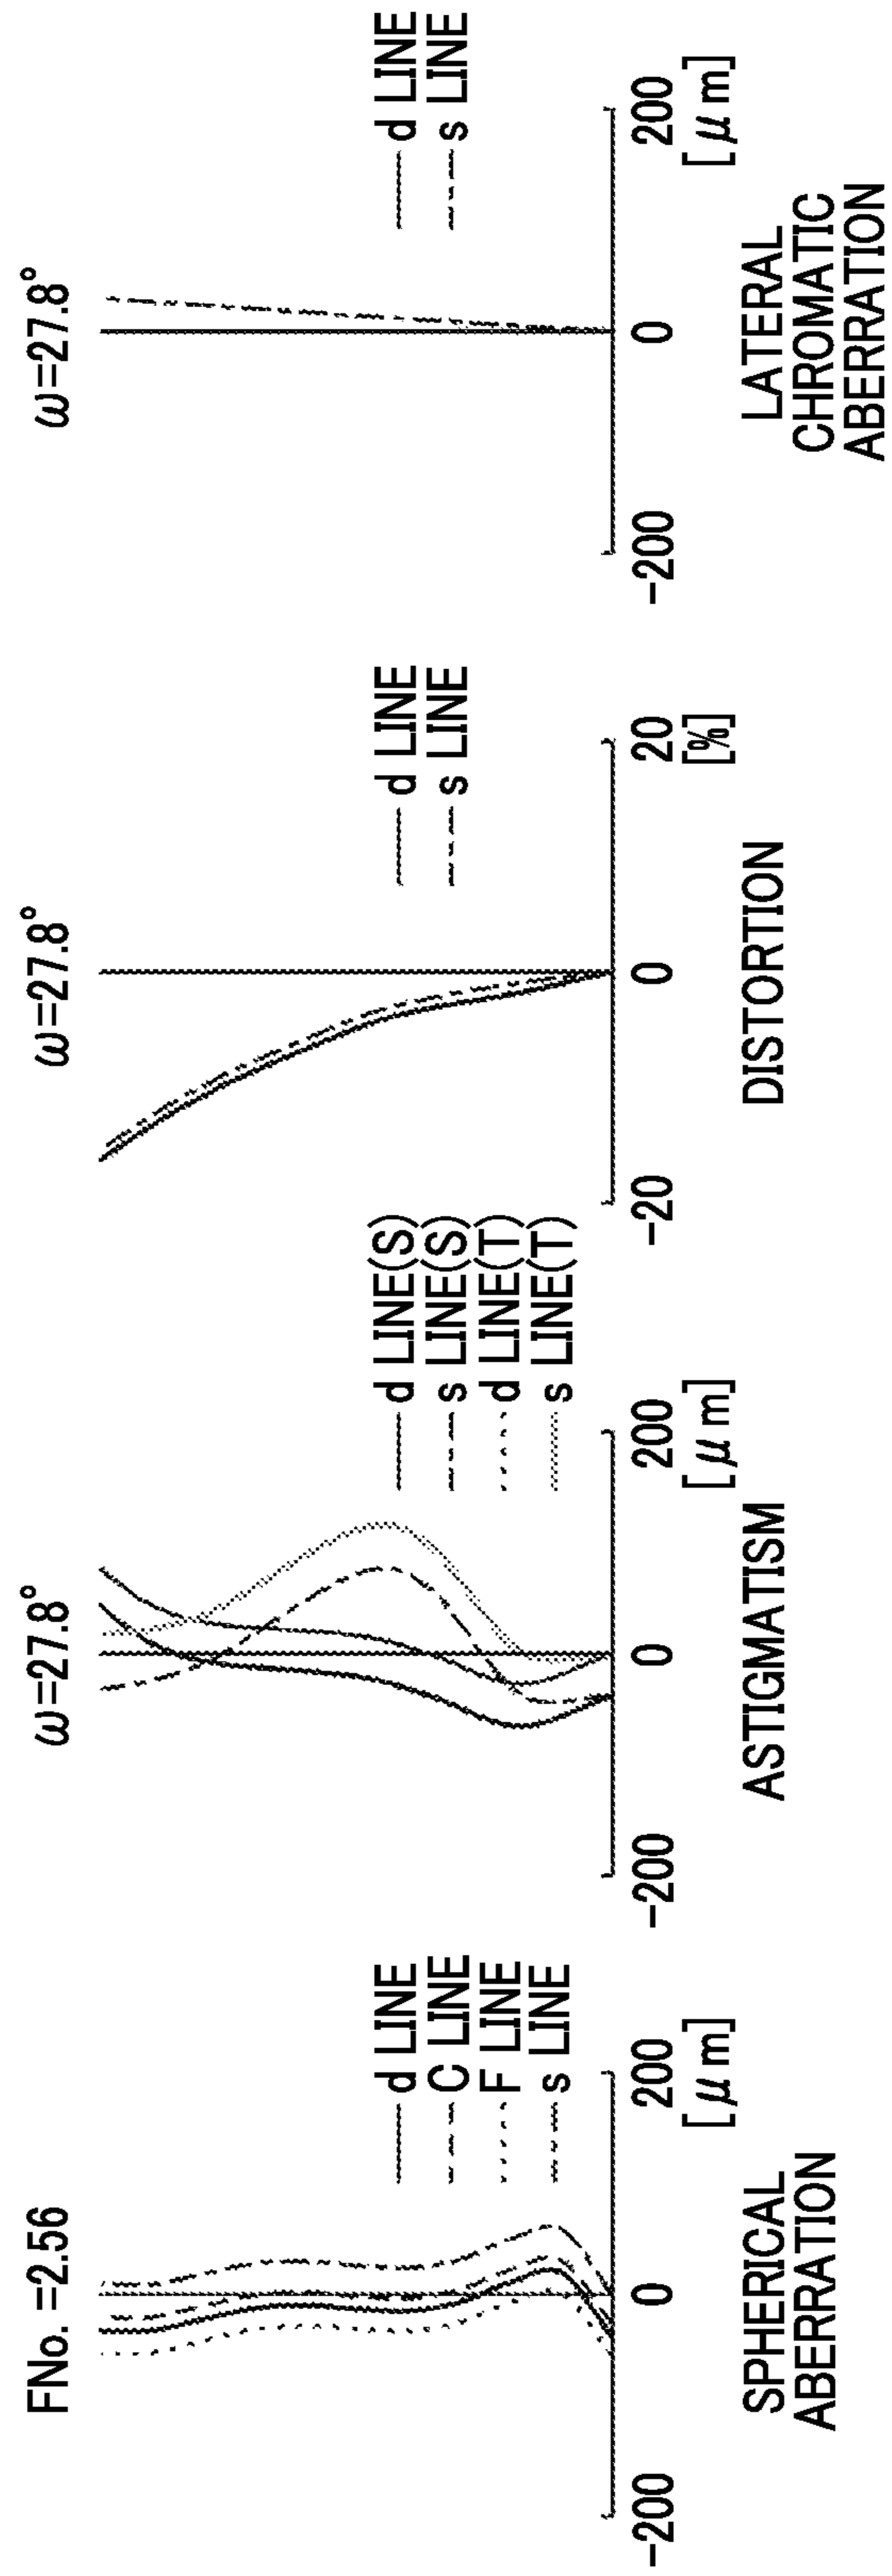 FNo. =2.56
d LINE
C LINE
F LINE
s LINE
-200
0
200
[μm]
SPHERICAL
ABERRATION
ω=27.8°
d LINE(S)
s LINE(S)
d LINE(T)
s LINE(T)
-200
0
200
[μm]
ASTIGMATISM
ω=27.8°
d LINE
s LINE
-20
0
20
[%]
DISTORTION
ω=27.8°
d LINE
s LINE
-200
0
200
[μm]
LATERAL
CHROMATIC
ABERRATION